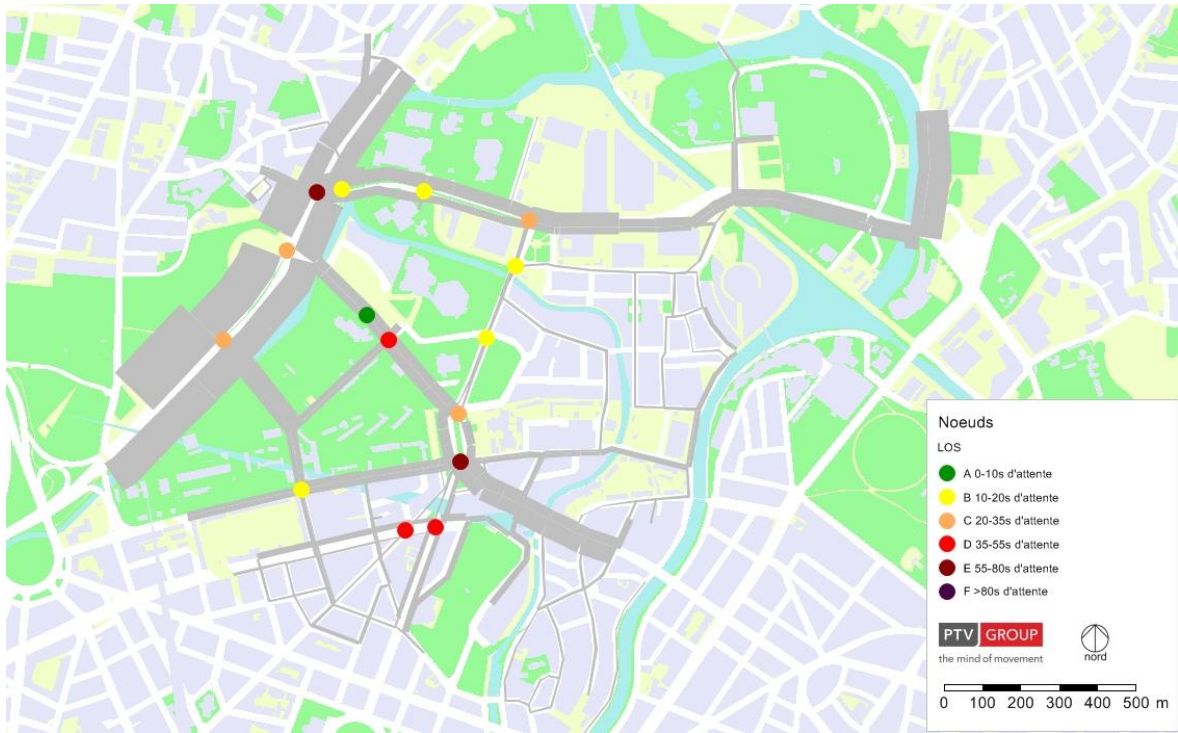 Noeuds
LOS
A 0-10s d'attente
B 10-20s d'attente
C 20-35s d'attente
D 35-55s d'attente
E 55-80s d'attente
F >80s d'attente
PTV GROUP
the mind of movement
nord
0 100 200 300 400 500 m